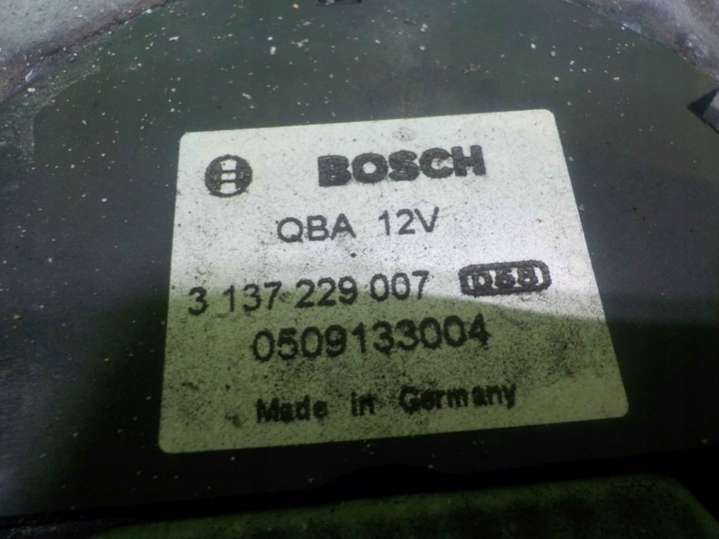 BOSCH
QBA 12V
3 137 229 007
0509133004
Made in Germany